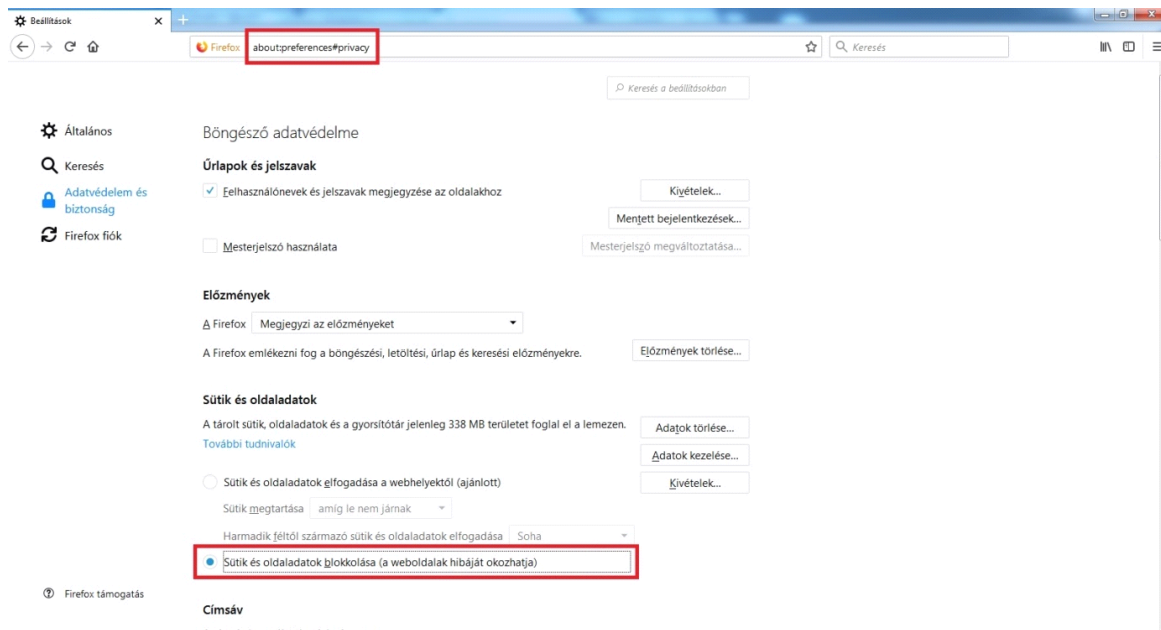 Beállítások
Firefox about:preferences#privacy Keresés
Keresés a beállításokban
Általános
Keresés
Adatvédelem és
biztonság
Firefox fiók
Böngésző adatvédelme
Űrlapok és jelszavak
Felhasználónevek és jelszavak megjegyzése az oldalakhoz
Kivételek...
Mentett bejelentkezések...
Mesterjelszó használata
Mesterjelszó megváltoztatása...
Előzmények
A Firefox Megjegyzi az előzményeket
A Firefox emlékezni fog a böngészési, letöltési, űrlap és keresési előzményekre.
Előzmények törlése...
Sütik és oldaladatok
A tárolt sütik, oldaladatok és a gyorsítótár jelenleg 338 MB területet foglal el a lemezen.
Adatok törlése...
További tudnivalók
Adatok kezelése...
Sütik és oldaladatok elfogadása a webhelyektől (ajánlott)
Kivételek...
Sütik megtartása amíg le nem járnak
Harmadik féltől származó sütik és oldaladatok elfogadása Soha
Sütik és oldaladatok blokkolása (a weboldalak hibáját okozhatja)
Firefox támogatás
Címsáv